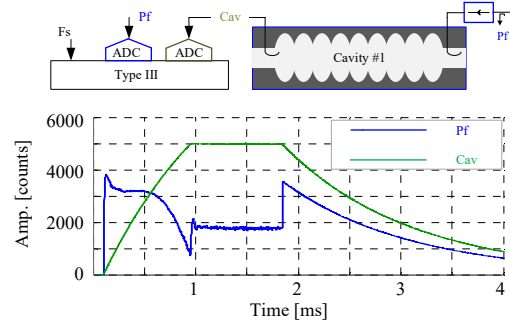 Fs Pf Cav
ADC ADC
Type III
Cavity #1
Pf
6000
4000
2000
0
Amp. [counts]
Pf
Cav
1 2 3 4
Time [ms]